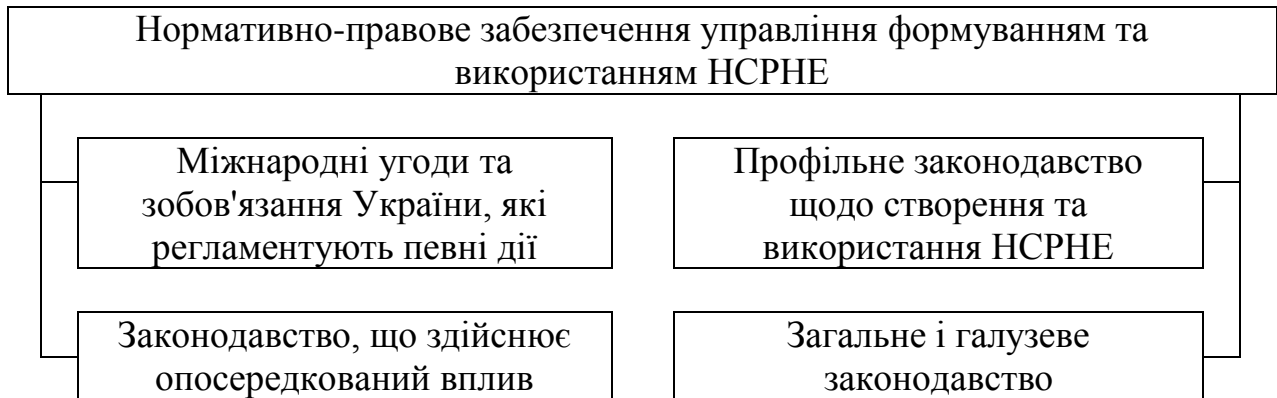 Нормативно-правове забезпечення управління формуванням та
використанням НСРНЕ
Міжнародні угоди та
зобов'язання України, які
регламентують певні дії
Профільне законодавство
щодо створення та
використання НСРНЕ
Законодавство, що здійснює
опосередкований вплив
Загальне і галузеве
законодавство